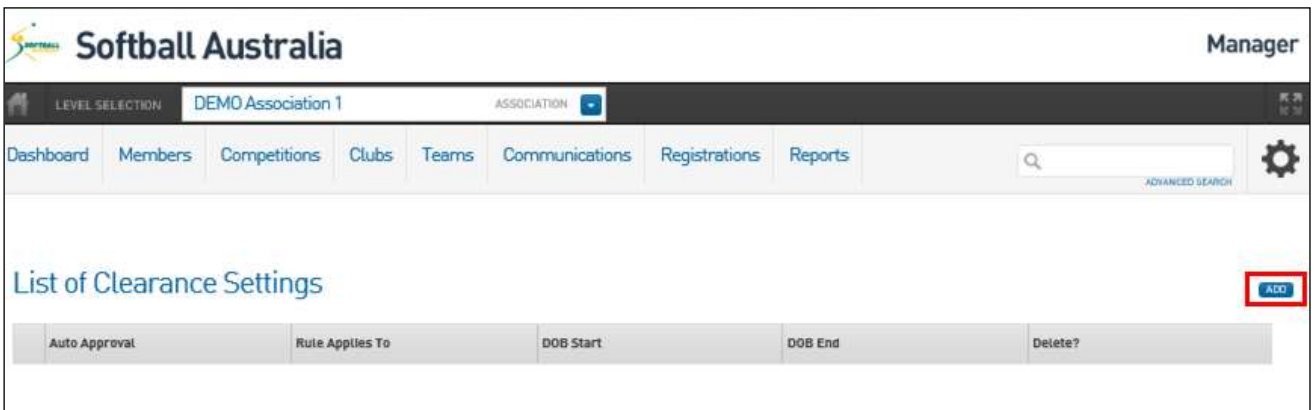 SOFTBALL
Softball Australia Manager
LEVEL SELECTION DEMO Association 1 ASSOCIATION
Dashboard Members Competitions Clubs Teams Communications Registrations Reports
ADVANCED SEARCH
List of Clearance Settings ADD
Auto Approval Rule Applies To DOB Start DOB End Delete?